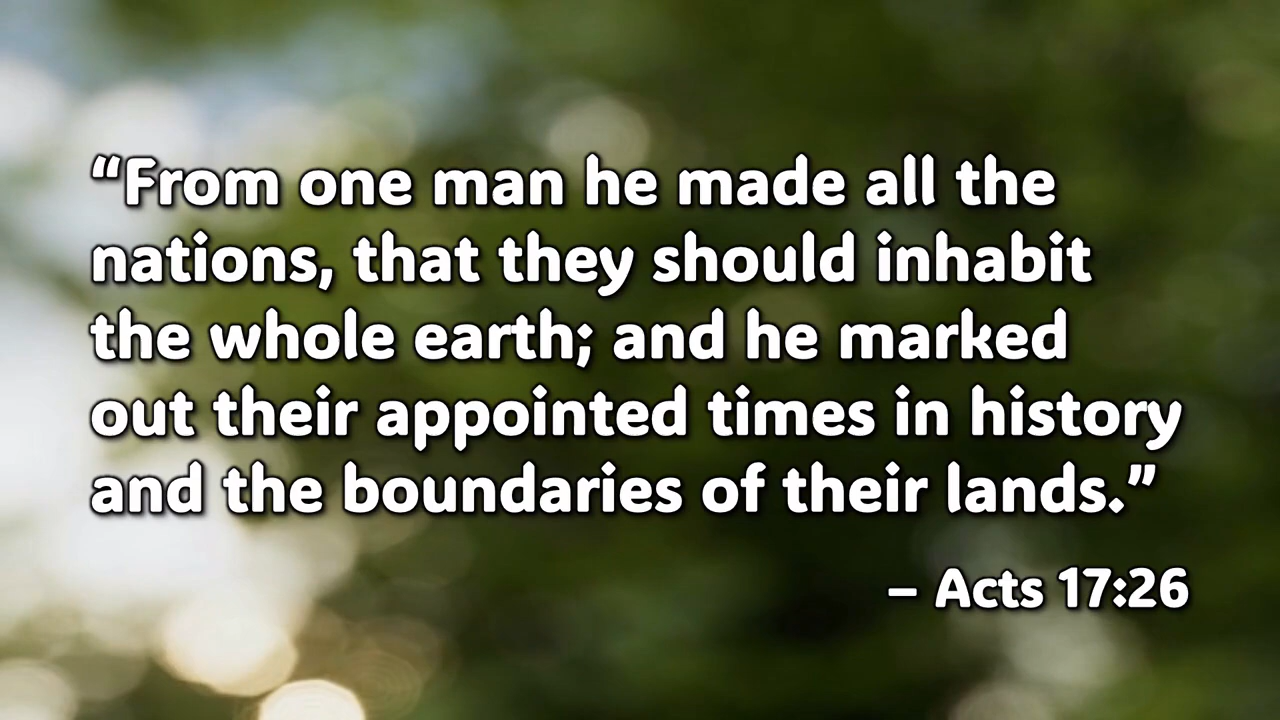 “From one man he made all the
nations, that they should inhabit
the whole earth; and he marked
out their appointed times in history
and the boundaries of their lands.”
– Acts 17:26